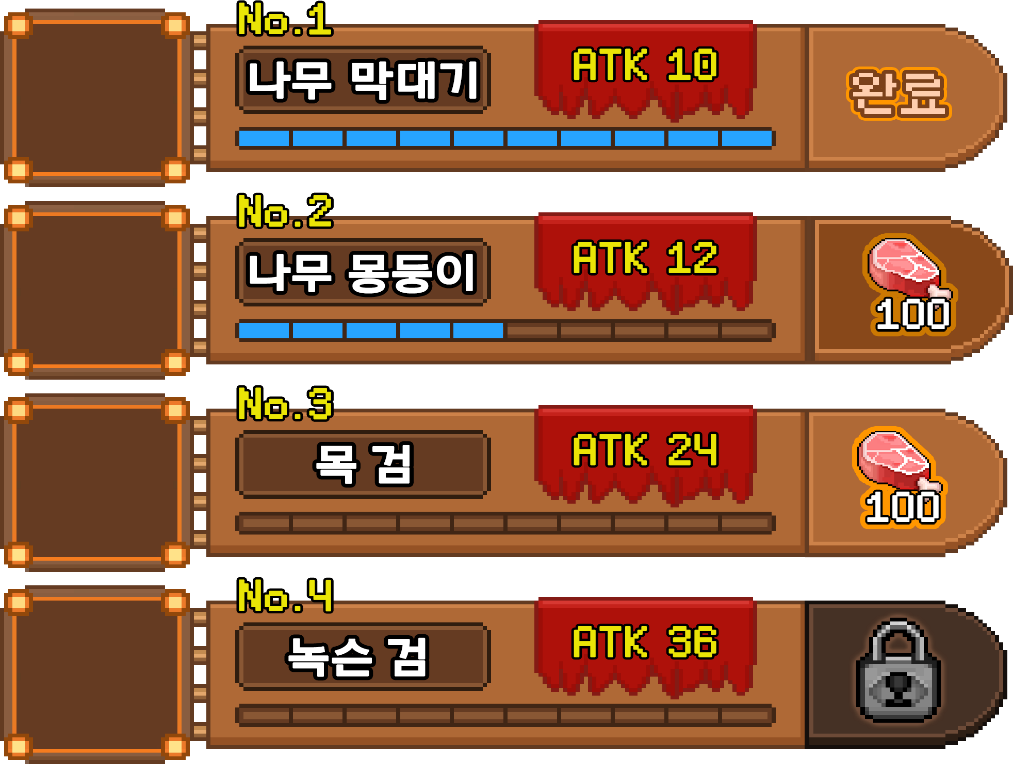 No.1
나무 막대기
ATK 10
완료
No.2
나무 몽둥이
ATK 12
100
No.3
목 검
ATK 24
100
No.4
녹슨 검
ATK 36